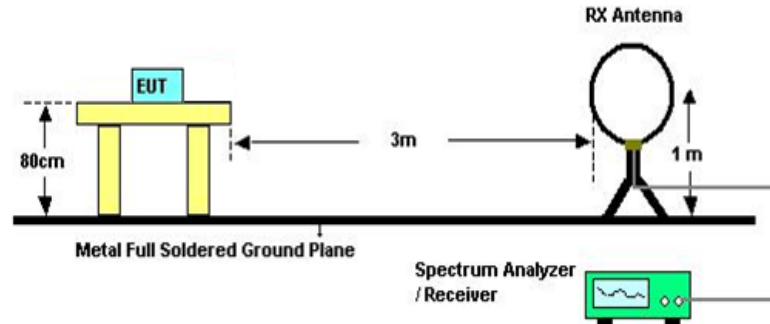 RX Antenna
EUT
3m
80cm
1 m
Metal Full Soldered Ground Plane
Spectrum Analyzer
/ Receiver